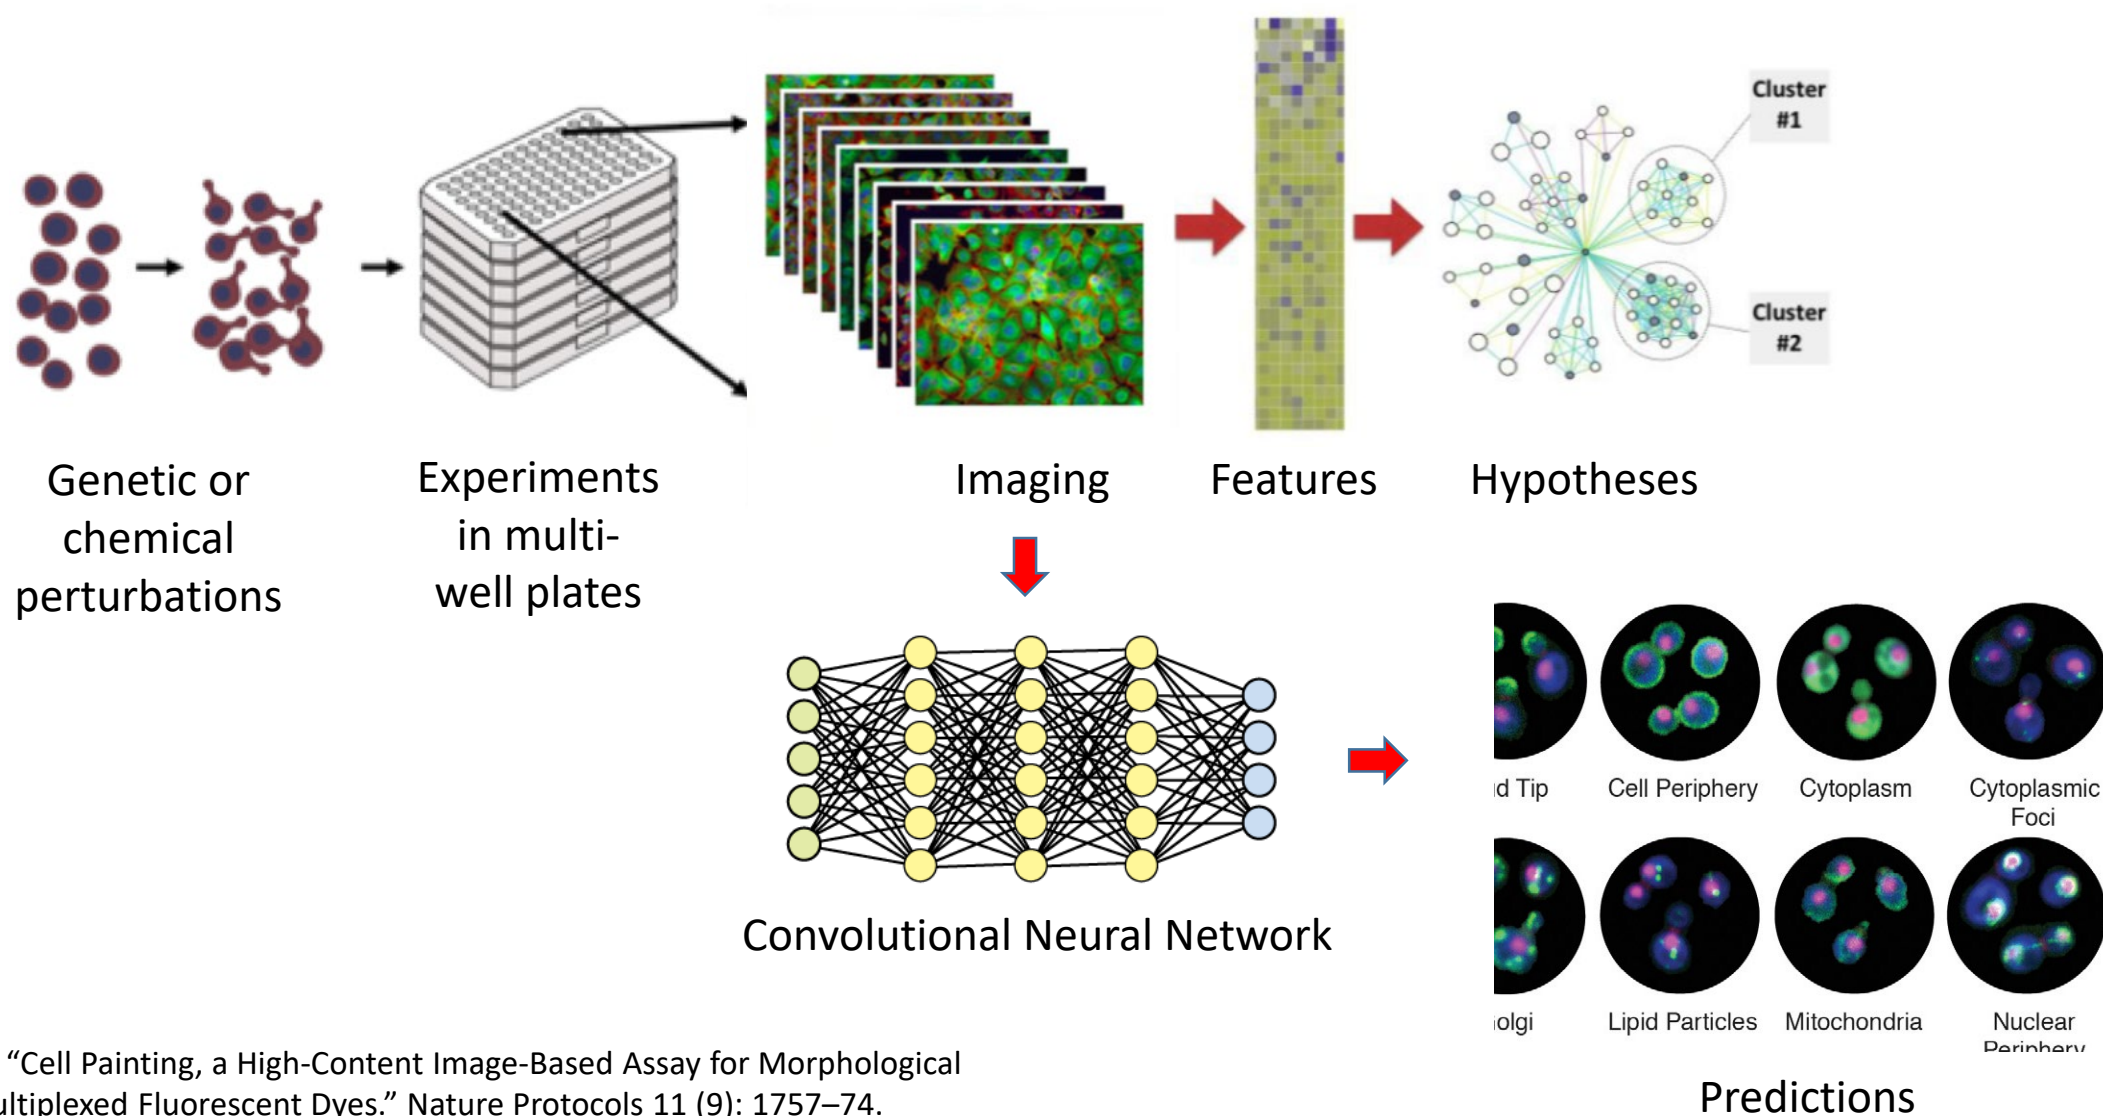 Cluster
#1
Cluster
#2
Genetic or
chemical
perturbations
Experiments
in multi-
well plates
Imaging
Features
Hypotheses
Convolutional Neural Network
d Tip
Cell Periphery
Cytoplasm
Cytoplasmic
Foci
olgi
Lipid Particles
Mitochondria
Nuclear
Periphery
Predictions
“Cell Painting, a High-Content Image-Based Assay for Morphological
ultiplexed Fluorescent Dyes.” Nature Protocols 11 (9): 1757–74.